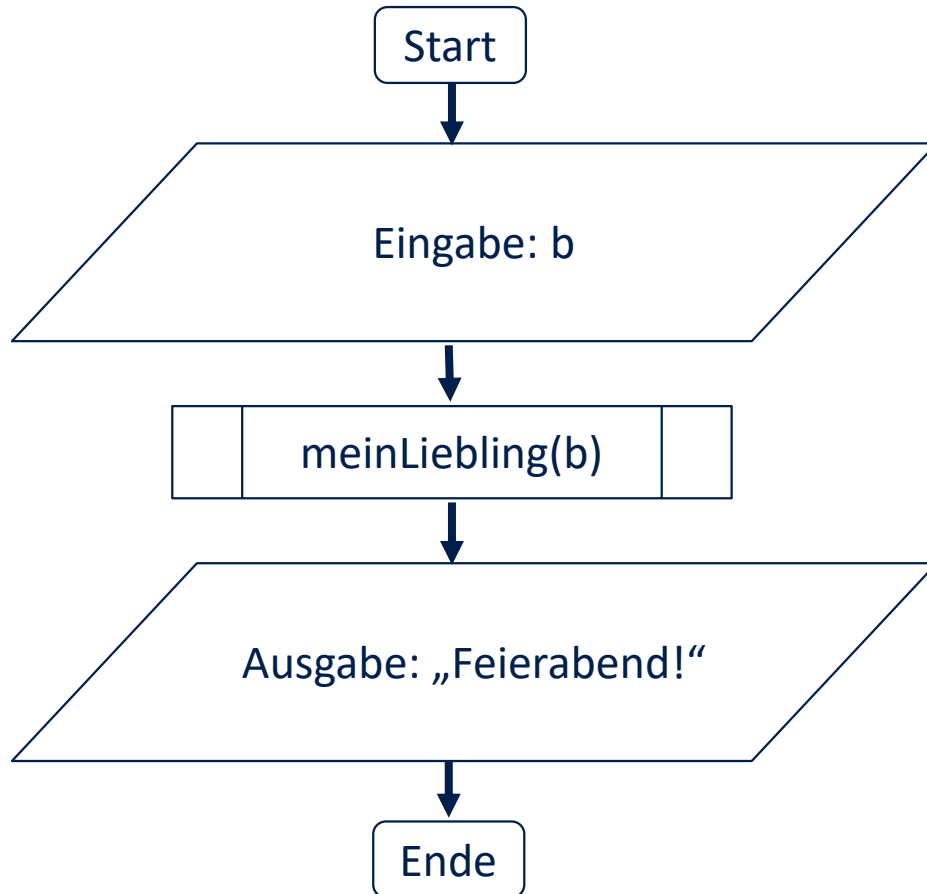 Start
Eingabe: b
meinLiebling(b)
Ausgabe: „Feierabend!“
Ende